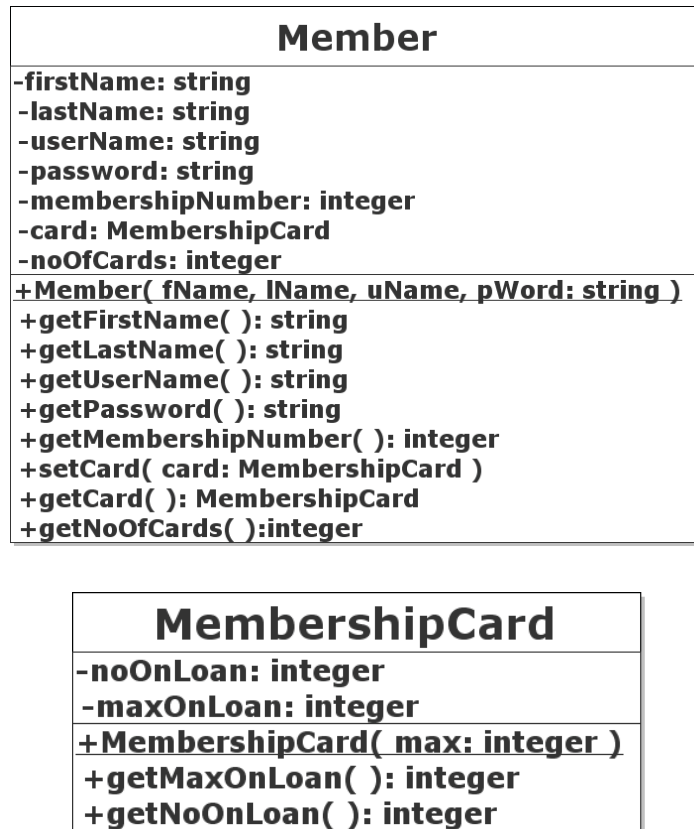 Member
-firstName: string
-lastName: string
-userName: string
-password: string
-membershipNumber: integer
-card: MembershipCard
-noOfCards: integer
+Member( fName, lName, uName, pWord: string )
+getFirstName( ): string
+getLastName( ): string
+getUserName( ): string
+getPassword( ): string
+getMembershipNumber( ): integer
+setCard( card: MembershipCard )
+getCard( ): MembershipCard
+getNoOfCards( ):integer
MembershipCard
-noOnLoan: integer
-maxOnLoan: integer
+MembershipCard( max: integer )
+getMaxOnLoan( ): integer
+getNoOnLoan( ): integer